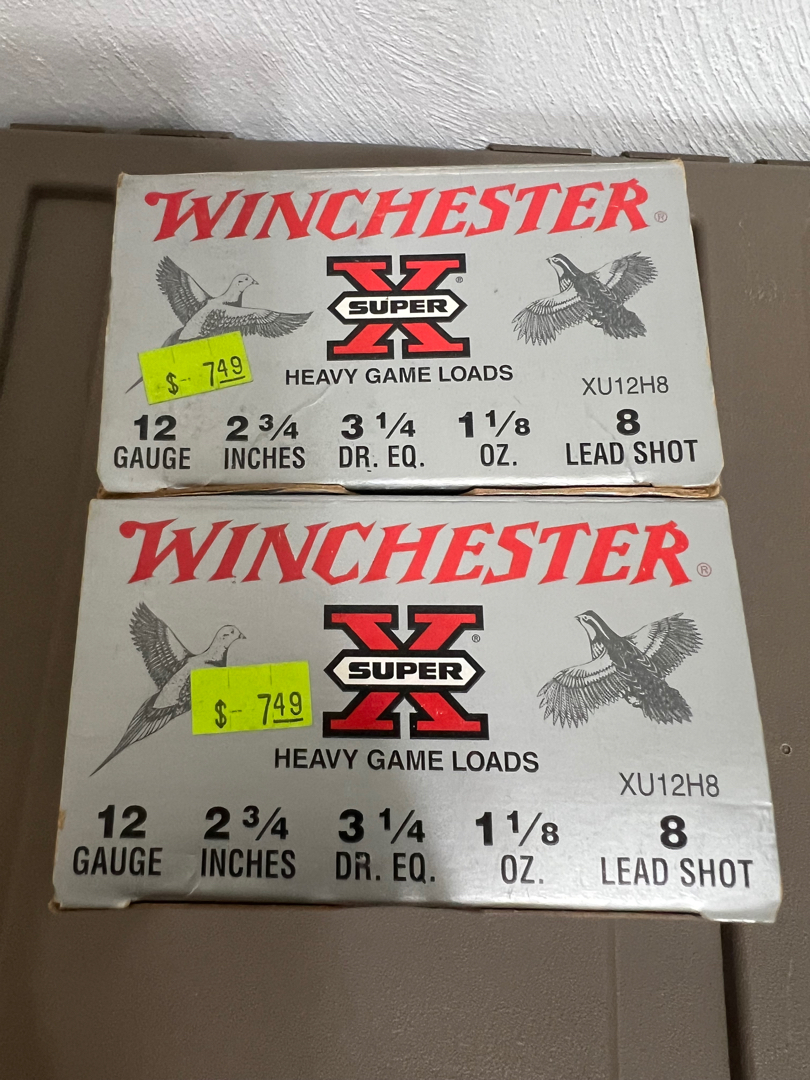 WINCHESTER®
SUPER X®
HEAVY GAME LOADS
$- 7 49
XU12H8
12 2 3/4 3 1/4 1 1/8 8
GAUGE INCHES DR. EQ. OZ. LEAD SHOT
WINCHESTER®
SUPER X®
$- 7 49
HEAVY GAME LOADS
XU12H8
12 2 3/4 3 1/4 1 1/8 8
GAUGE INCHES DR. EQ. OZ. LEAD SHOT